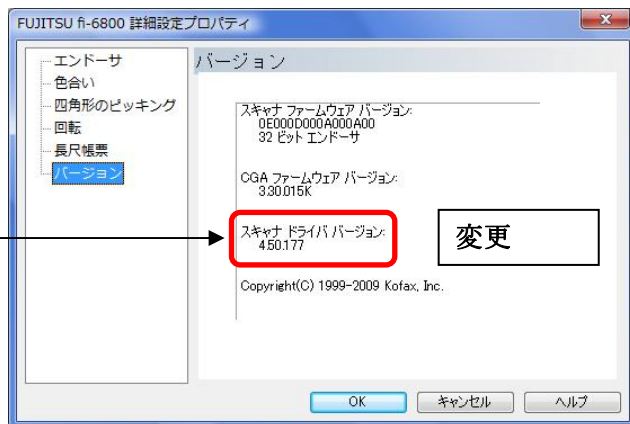 FUJITSU fi-6800 詳細設定プロパティ
エンドーサ
色合い
四角形のピッキング
回転
長尺帳票
バージョン
バージョン
スキャナ ファームウェア バージョン:
0E000D000A000A00
32 ビット エンドーサ
CGA ファームウェア バージョン:
3.30.015K
スキャナ ドライバ バージョン:
4.50.177
変更
Copyright(C) 1999-2009 Kofax, Inc.
OK
キャンセル
ヘルプ